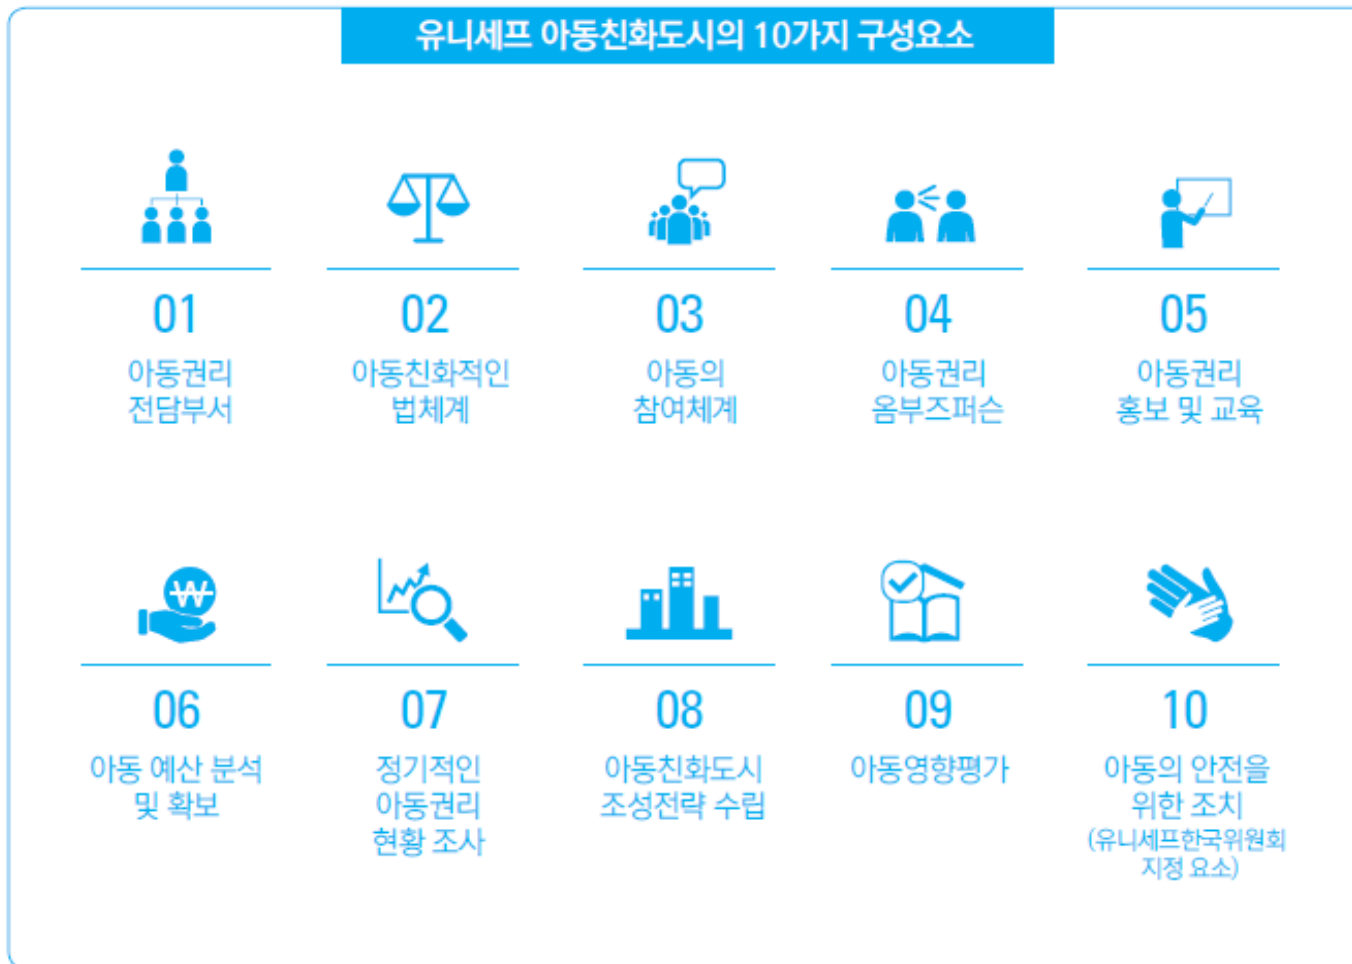 유니세프 아동친화도시의 10가지 구성요소
01
아동권리
전담부서
02
아동친화적인
법체계
03
아동의
참여체계
04
아동권리
옴부즈퍼슨
05
아동권리
홍보 및 교육
06
아동 예산 분석
및 확보
07
정기적인
아동권리
현황 조사
08
아동친화도시
조성전략 수립
09
아동영향평가
10
아동의 안전을
위한 조치
(유니세프한국위원회
지정 요소)